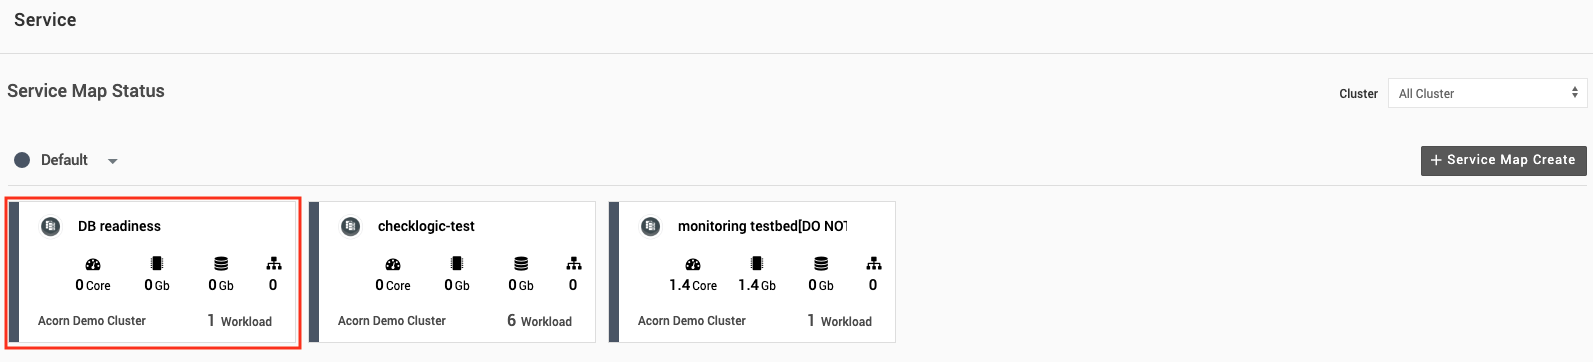 Service
Service Map Status
Cluster
All Cluster
Default
+ Service Map Create
DB readiness
0 Core
0 Gb
0 Gb
0
Acorn Demo Cluster
1 Workload
checklogic-test
0 Core
0 Gb
0 Gb
0
Acorn Demo Cluster
6 Workload
monitoring testbed[DO NOT
1.4 Core
1.4 Gb
0 Gb
0
Acorn Demo Cluster
1 Workload